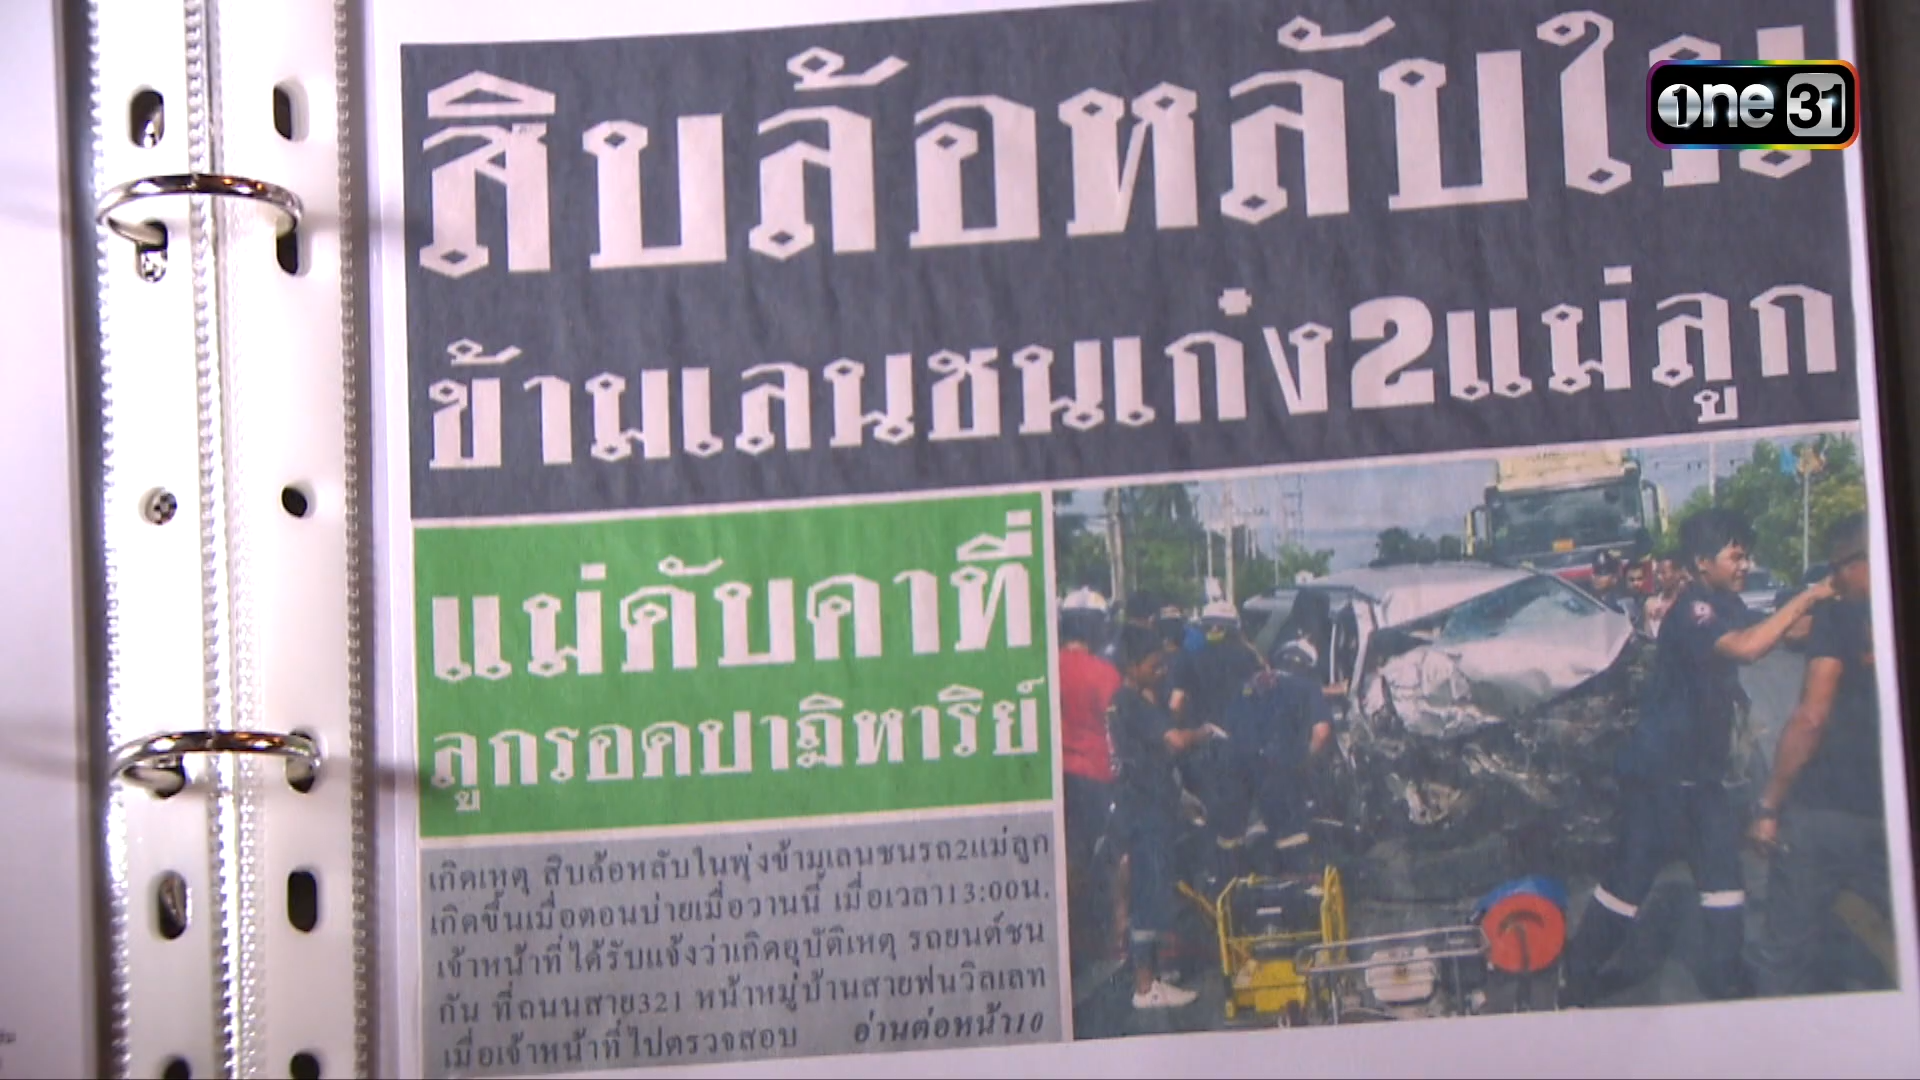 สิบล้อหลับใน
one31
ข้ามเลนชนเก๋ง2แม่ลูก
แม่ดับคาที่
ลูกรอดปาฏิหาริย์
เกิดเหตุ สิบล้อหลับในพุ่งข้ามเลนชนรถ2แม่ลูก
เกิดขึ้นเมื่อตอนบ่ายเมื่อวานนี้ เมื่อเวลา13:00น.
เจ้าหน้าที่ได้รับแจ้งว่าเกิดอุบัติเหตุ รถยนต์ชน
กัน ที่ถนนสาย321 หน้าหมู่บ้านสายฝนวิลเลท
เมื่อเจ้าหน้าที่ไปตรวจสอบ อ่านต่อหน้า10